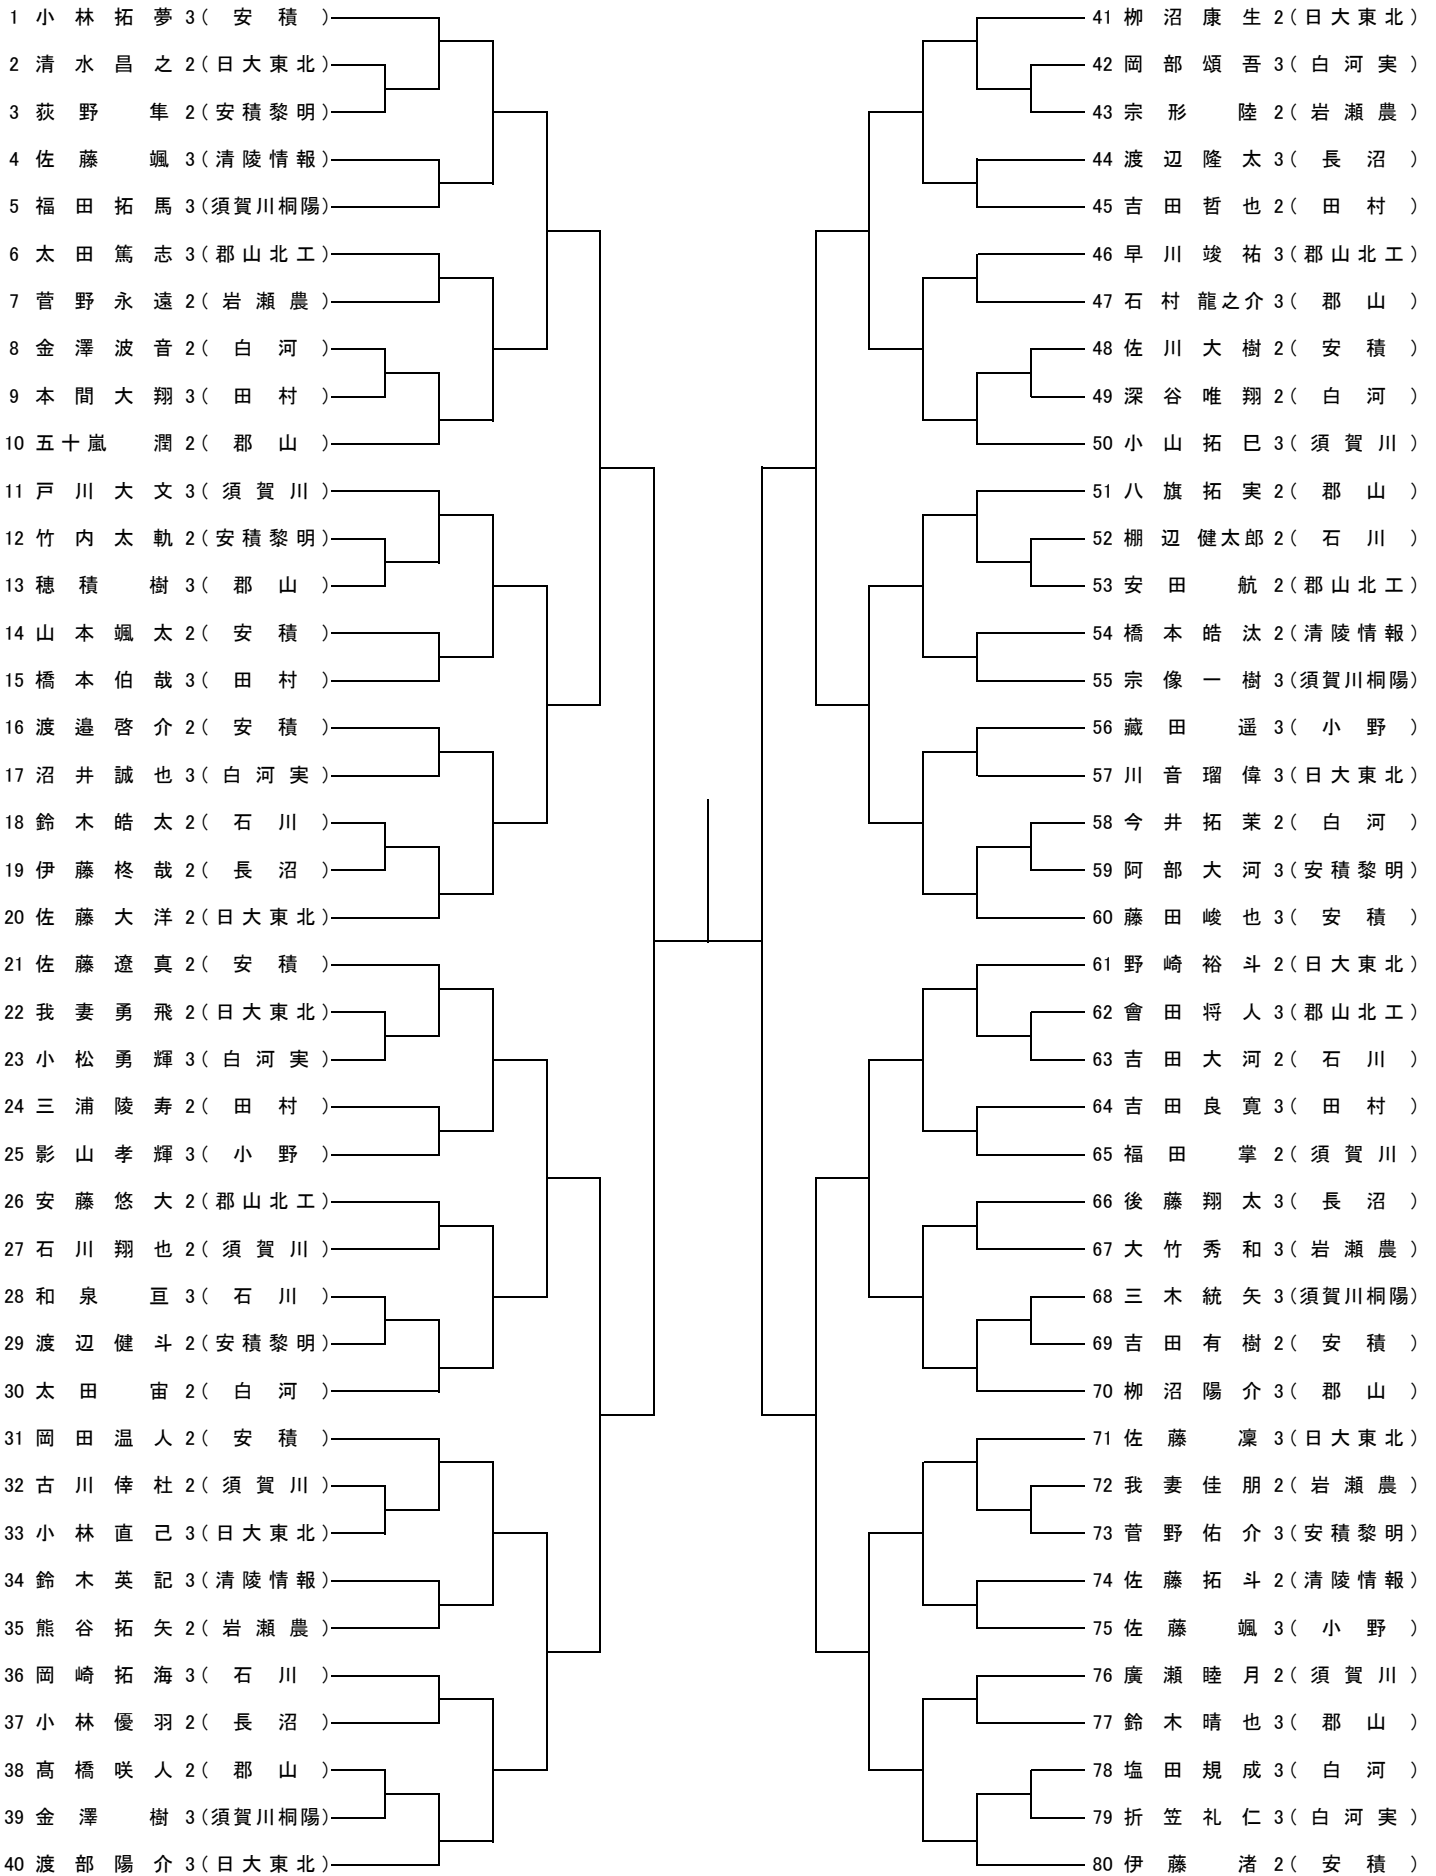 1 小林拓夢 3(安積)
2 清水昌之 2(日大東北)
3 荻野隼 2(安積黎明)
4 佐藤颯 3(清陵情報)
5 福田拓馬 3(須賀川桐陽)
6 太田篤志 3(郡山北工)
7 菅野永遠 2(岩瀬農)
8 金澤波音 2(白河)
9 本間大翔 3(田村)
10 五十嵐潤 2(郡山)
11 戸川大文 3(須賀川)
12 竹内太軌 2(安積黎明)
13 穂積樹 3(郡山)
14 山本颯太 2(安積)
15 橋本伯哉 3(田村)
16 渡邉啓介 2(安積)
17 沼井誠也 3(白河実)
18 鈴木皓太 2(石川)
19 伊藤柊哉 2(長沼)
20 佐藤大洋 2(日大東北)
21 佐藤遼真 2(安積)
22 我妻勇飛 2(日大東北)
23 小松勇輝 3(白河実)
24 三浦陵寿 2(田村)
25 影山孝輝 3(小野)
26 安藤悠大 2(郡山北工)
27 石川翔也 2(須賀川)
28 和泉亘 3(石川)
29 渡辺健斗 2(安積黎明)
30 太田宙 2(白河)
31 岡田温人 2(安積)
32 古川倖杜 2(須賀川)
33 小林直己 3(日大東北)
34 鈴木英記 3(清陵情報)
35 熊谷拓矢 2(岩瀬農)
36 岡崎拓海 3(石川)
37 小林優羽 2(長沼)
38 髙橋咲人 2(郡山)
39 金澤樹 3(須賀川桐陽)
40 渡部陽介 3(日大東北)
41 栁沼康生 2(日大東北)
42 岡部頌吾 3(白河実)
43 宗形陸 2(岩瀬農)
44 渡辺隆太 3(長沼)
45 吉田哲也 2(田村)
46 早川竣祐 3(郡山北工)
47 石村龍之介 3(郡山)
48 佐川大樹 2(安積)
49 深谷唯翔 2(白河)
50 小山拓巳 3(須賀川)
51 八旗拓実 2(郡山)
52 棚辺健太郎 2(石川)
53 安田航 2(郡山北工)
54 橋本皓汰 2(清陵情報)
55 宗像一樹 3(須賀川桐陽)
56 藏田遥 3(小野)
57 川音瑠偉 3(日大東北)
58 今井拓茉 2(白河)
59 阿部大河 3(安積黎明)
60 藤田峻也 3(安積)
61 野崎裕斗 2(日大東北)
62 會田将人 3(郡山北工)
63 吉田大河 2(石川)
64 吉田良寛 3(田村)
65 福田掌 2(須賀川)
66 後藤翔太 3(長沼)
67 大竹秀和 3(岩瀬農)
68 三木統矢 3(須賀川桐陽)
69 吉田有樹 2(安積)
70 栁沼陽介 3(郡山)
71 佐藤凜 3(日大東北)
72 我妻佳朋 2(岩瀬農)
73 菅野佑介 3(安積黎明)
74 佐藤拓斗 2(清陵情報)
75 佐藤颯 3(小野)
76 廣瀬睦月 2(須賀川)
77 鈴木晴也 3(郡山)
78 塩田規成 3(白河)
79 折笠礼仁 3(白河実)
80 伊藤渚 2(安積)